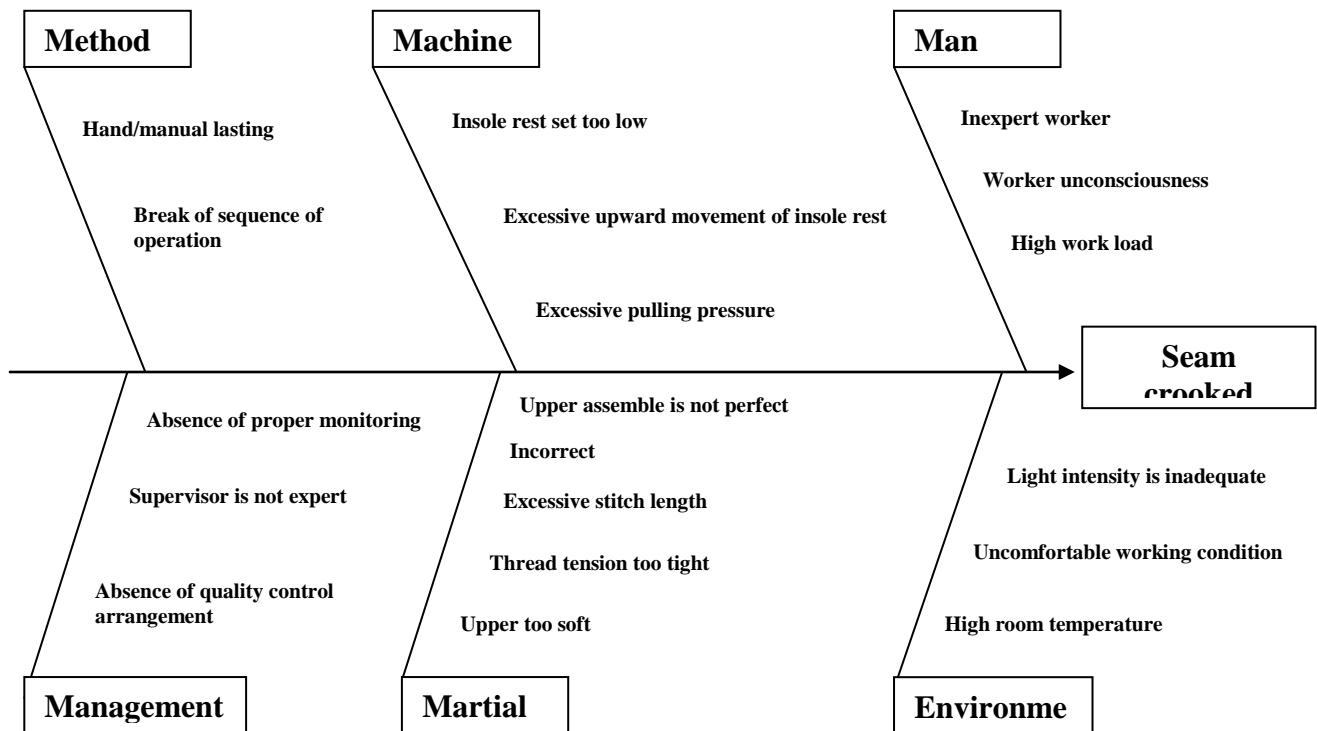 Method
Machine
Man
Hand/manual lasting
Break of sequence of
operation
Insole rest set too low
Excessive upward movement of insole rest
Excessive pulling pressure
Inexpert worker
Worker unconsciousness
High work load
Seam
crooked
Absence of proper monitoring
Supervisor is not expert
Absence of quality control
arrangement
Upper assemble is not perfect
Incorrect
Excessive stitch length
Thread tension too tight
Upper too soft
Light intensity is inadequate
Uncomfortable working condition
High room temperature
Management
Martial
Environme